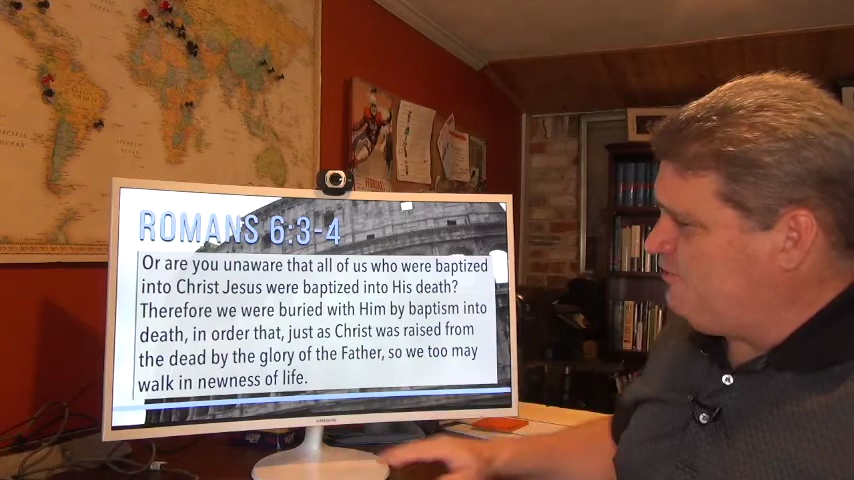 ROMANS 6:3-4
Or are you unaware that all of us who were baptized
into Christ Jesus were baptized into His death?
Therefore we were buried with Him by baptism into
death, in order that, just as Christ was raised from
the dead by the glory of the Father, so we too may
walk in newness of life.
SAMSUNG